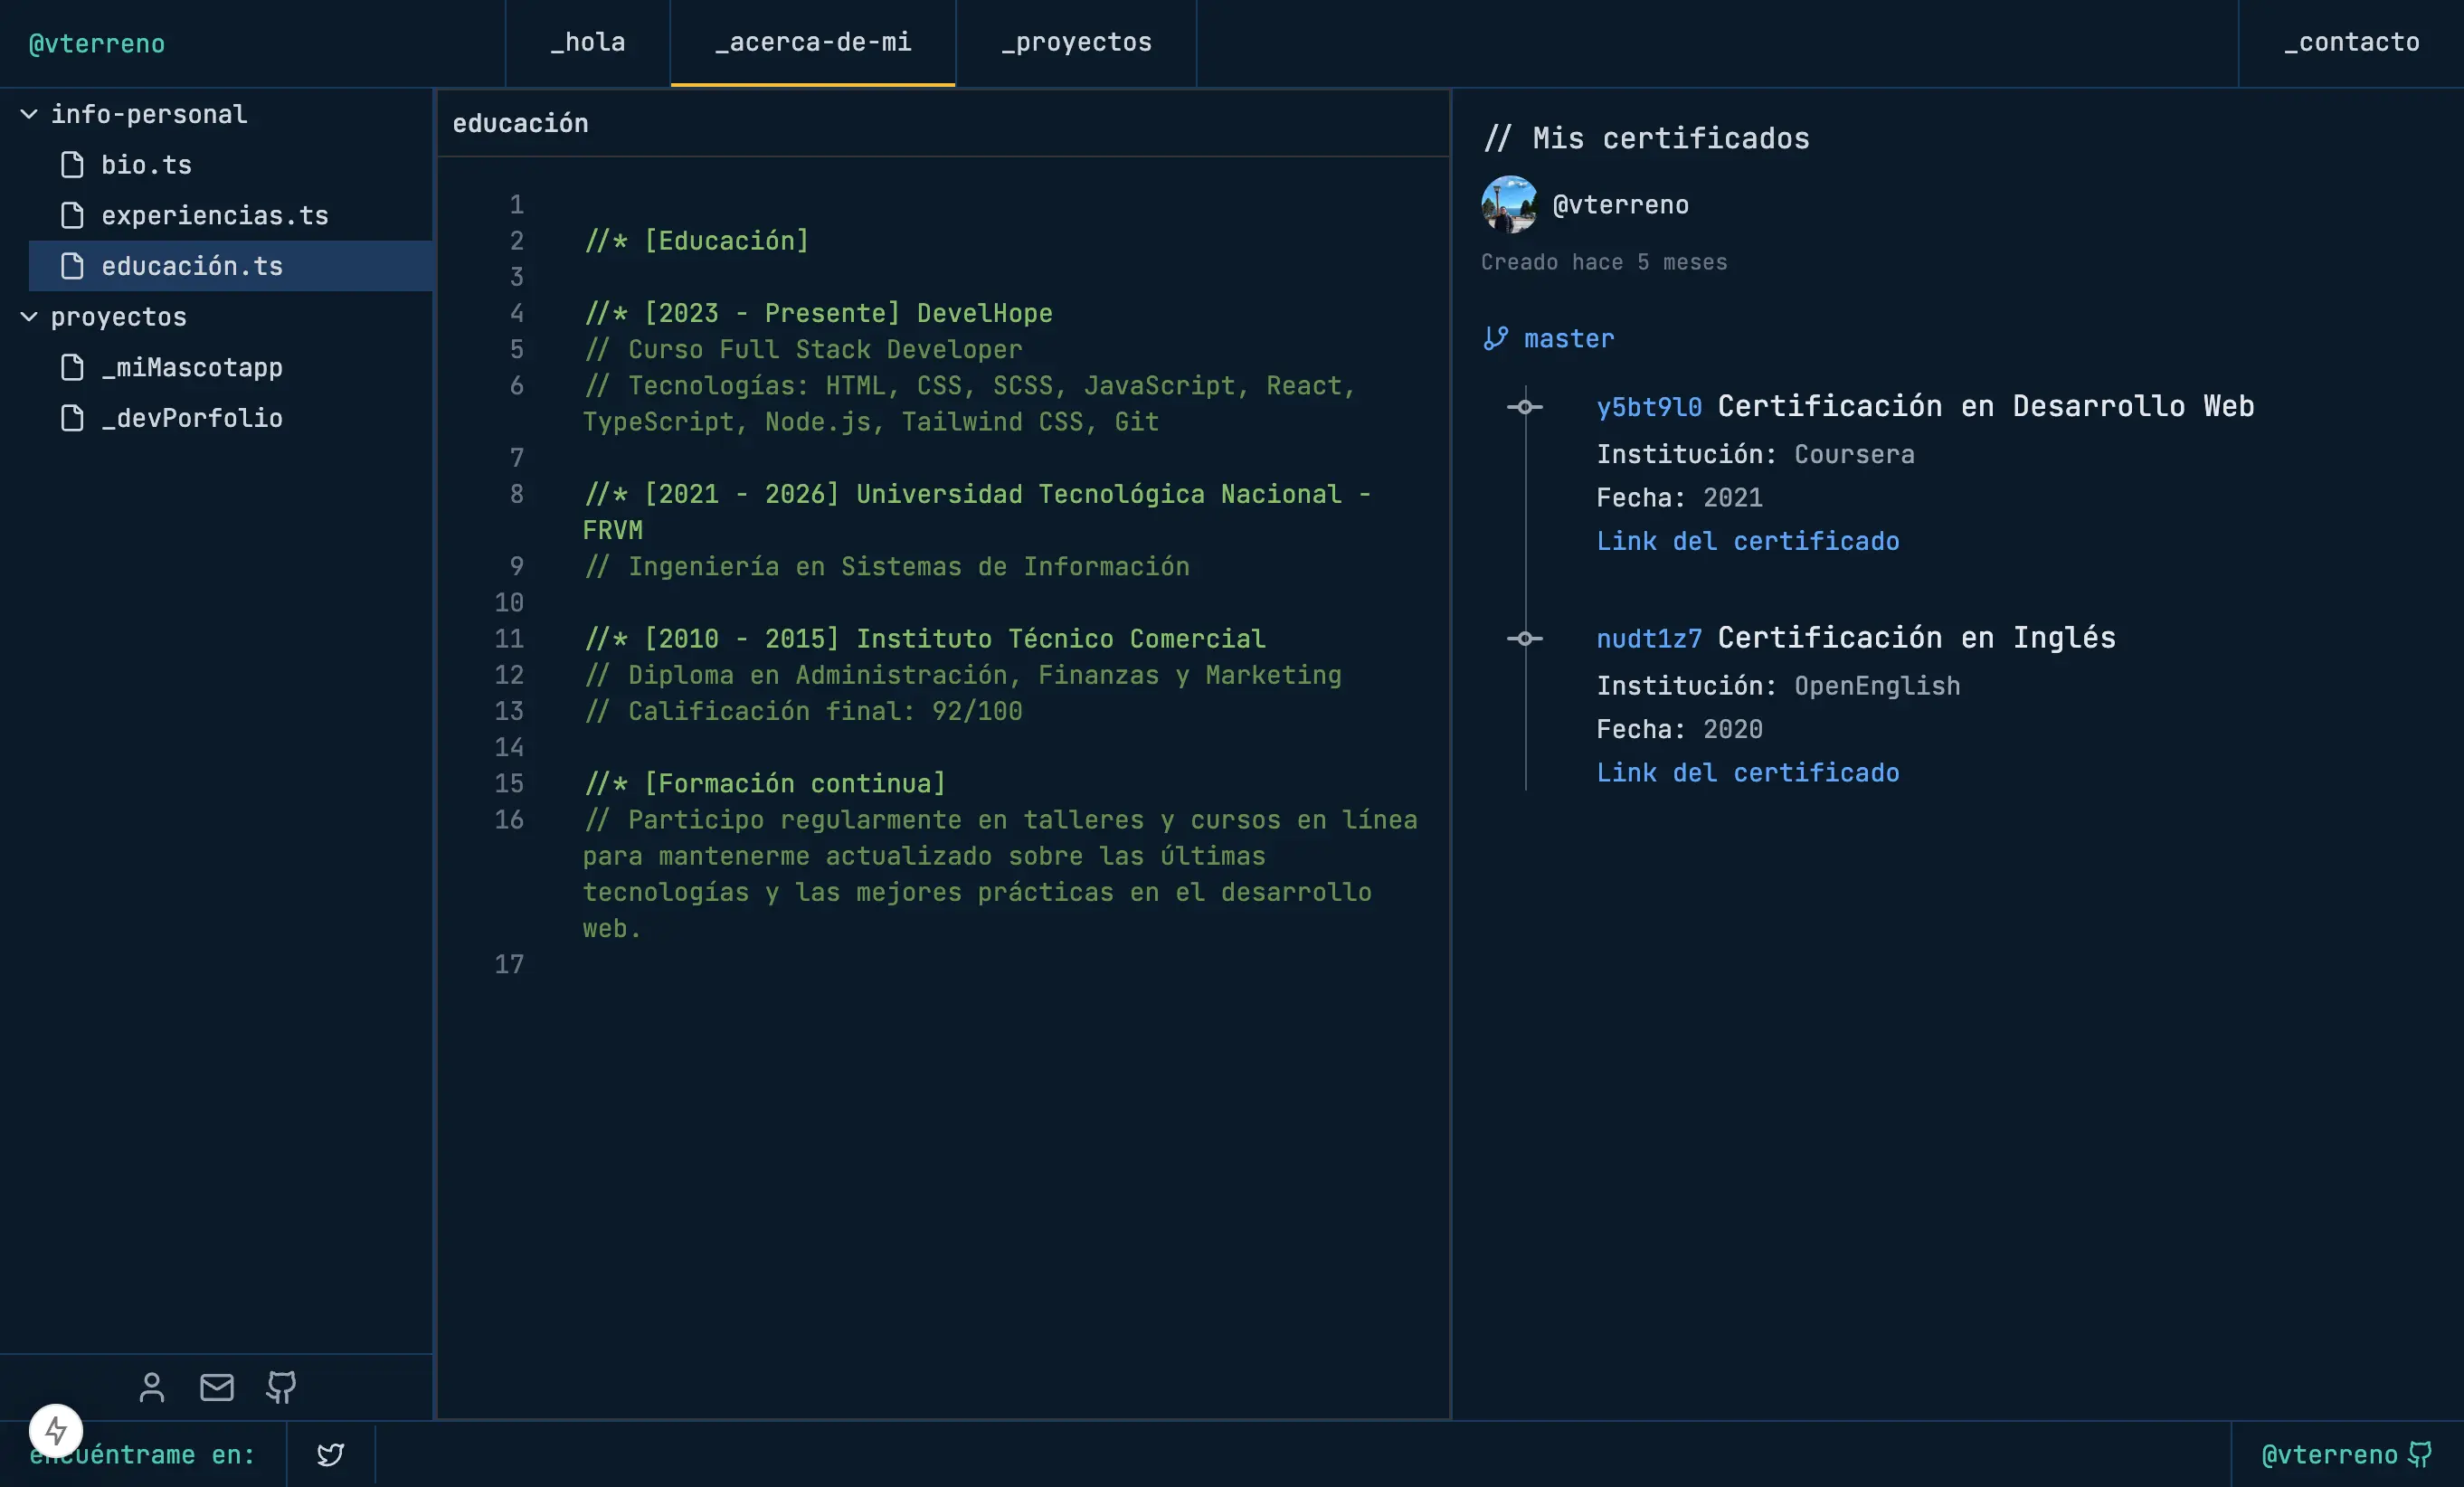 @vterreno
_hola
_acerca-de-mi
_proyectos
_contacto
info-personal
bio.ts
experiencias.ts
educación.ts
proyectos
_miMascotapp
_devPorfolio
educación
1
2 //* [Educación]
3
4 //* [2023 - Presente] DevelHope
5 // Curso Full Stack Developer
6 // Tecnologías: HTML, CSS, SCSS, JavaScript, React,
TypeScript, Node.js, Tailwind CSS, Git
7
8 //* [2021 - 2026] Universidad Tecnológica Nacional -
FRVM
9 // Ingeniería en Sistemas de Información
10
11 //* [2010 - 2015] Instituto Técnico Comercial
12 // Diploma en Administración, Finanzas y Marketing
13 // Calificación final: 92/100
14
15 //* [Formación continua]
16 // Participo regularmente en talleres y cursos en línea
para mantenerme actualizado sobre las últimas
tecnologías y las mejores prácticas en el desarrollo
web.
17
// Mis certificados
@vterreno
Creado hace 5 meses
master
y5bt9l0 Certificación en Desarrollo Web
Institución: Coursera
Fecha: 2021
Link del certificado
nudt1z7 Certificación en Inglés
Institución: OpenEnglish
Fecha: 2020
Link del certificado
encuéntrame en:
@vterreno